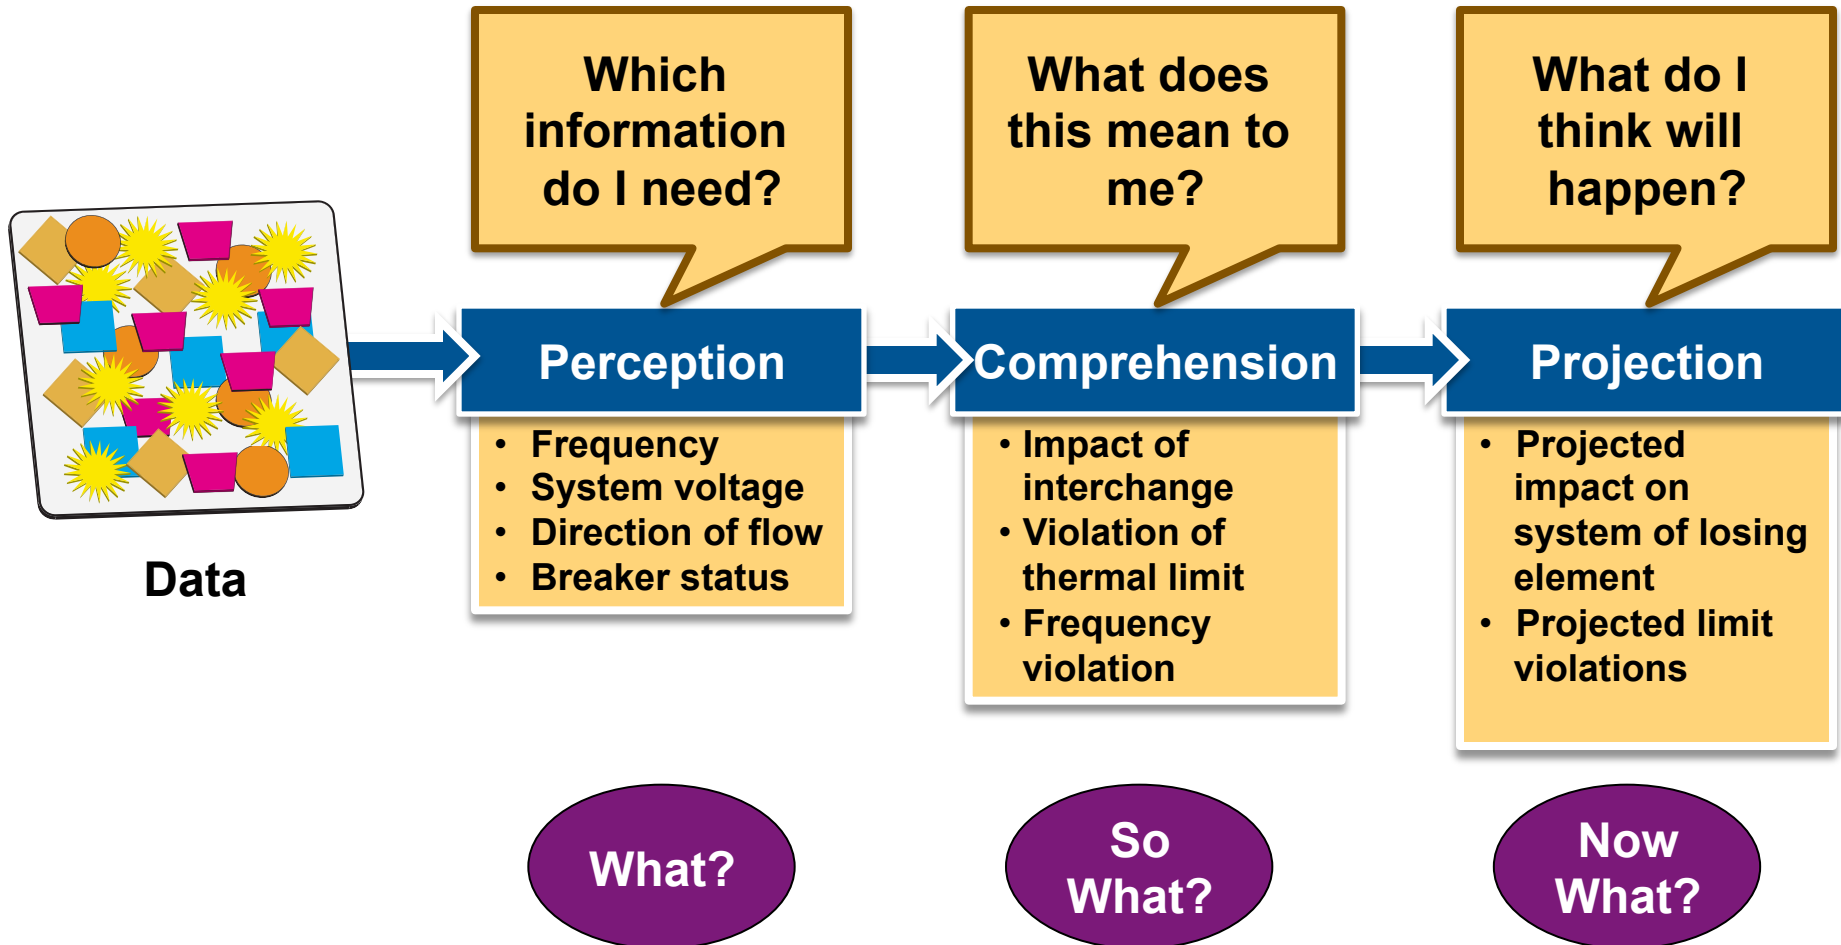 Which
information
do I need?
What does
this mean to
me?
What do I
think will
happen?
Data
Perception
• Frequency
• System voltage
• Direction of flow
• Breaker status
Comprehension
• Impact of
interchange
• Violation of
thermal limit
• Frequency
violation
Projection
• Projected
impact on
system of losing
element
• Projected limit
violations
What?
So
What?
Now
What?